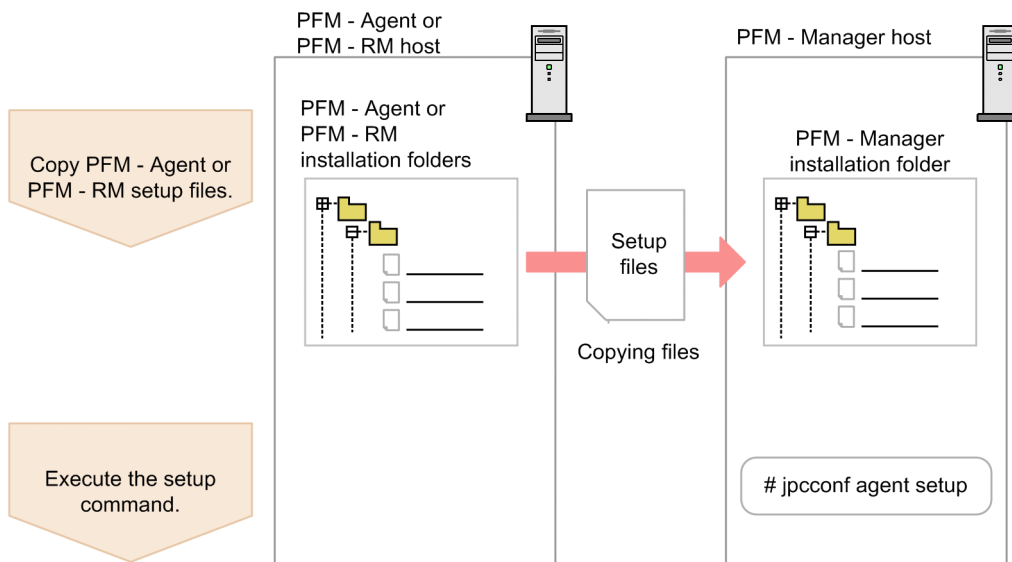 PFM - Agent or
PFM - RM host
PFM - Manager host
Copy PFM - Agent or
PFM - RM setup files.
PFM - Agent or
PFM - RM
installation folders
PFM - Manager
installation folder
Setup
files
Copying files
Execute the setup
command.
# jpcconf agent setup